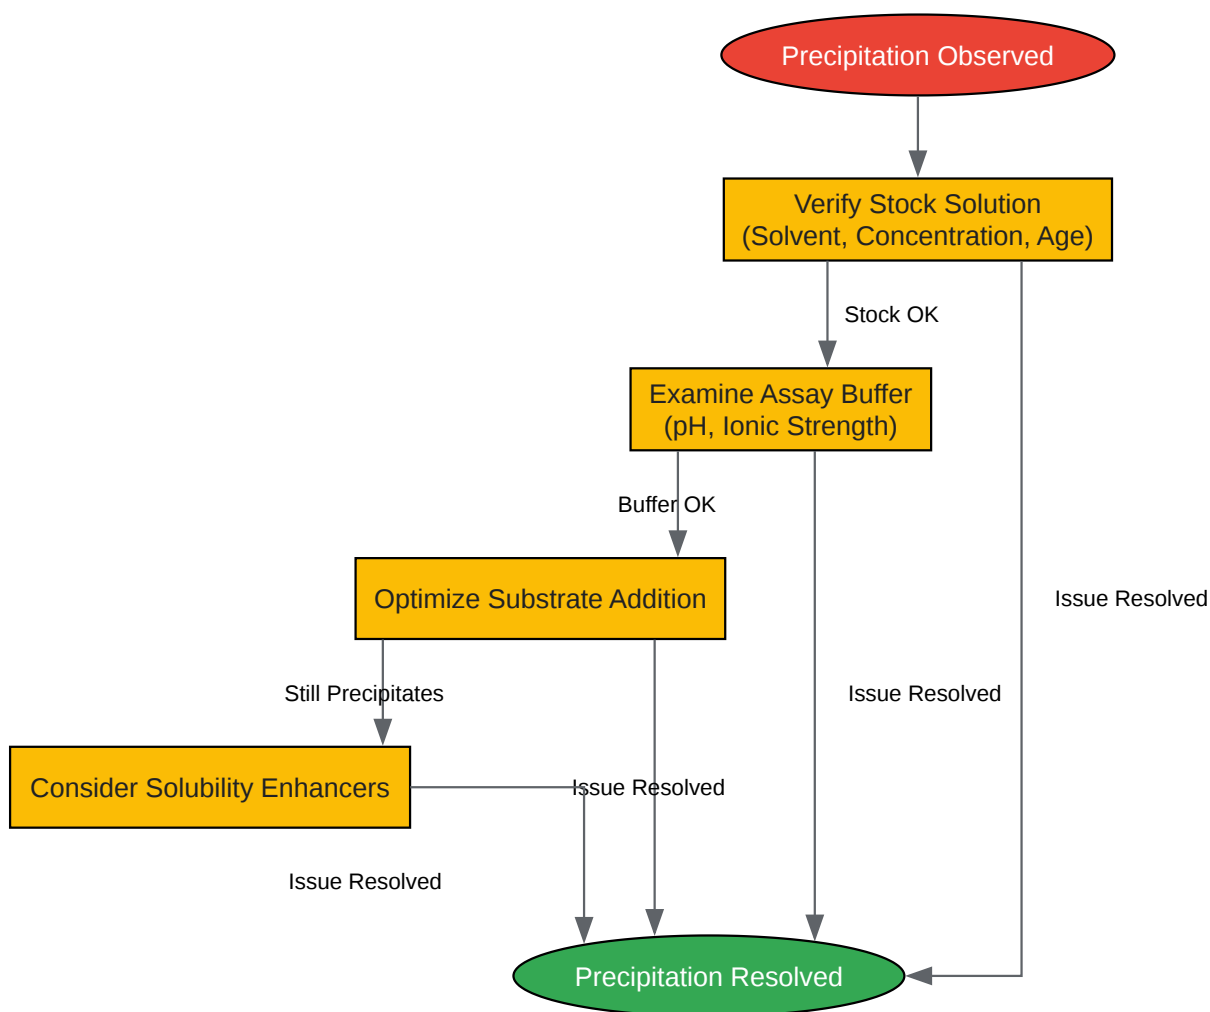 Precipitation Observed
Verify Stock Solution
(Solvent, Concentration, Age)
Stock OK
Examine Assay Buffer
(pH, Ionic Strength)
Buffer OK
Optimize Substrate Addition
Issue Resolved
Still Precipitates
Issue Resolved
Consider Solubility Enhancers
Issue Resolved
Issue Resolved
Precipitation Resolved